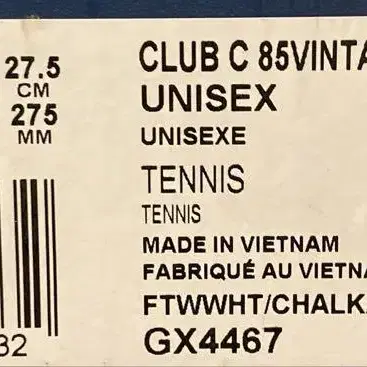 27.5
CM
275
MM
32
CLUB C 85VINTA
UNISEX
UNISEXE
TENNIS
TENNIS
MADE IN VIETNAM
FABRIQUÉ AU VIETNA
FTWWHT/CHALK
GX4467